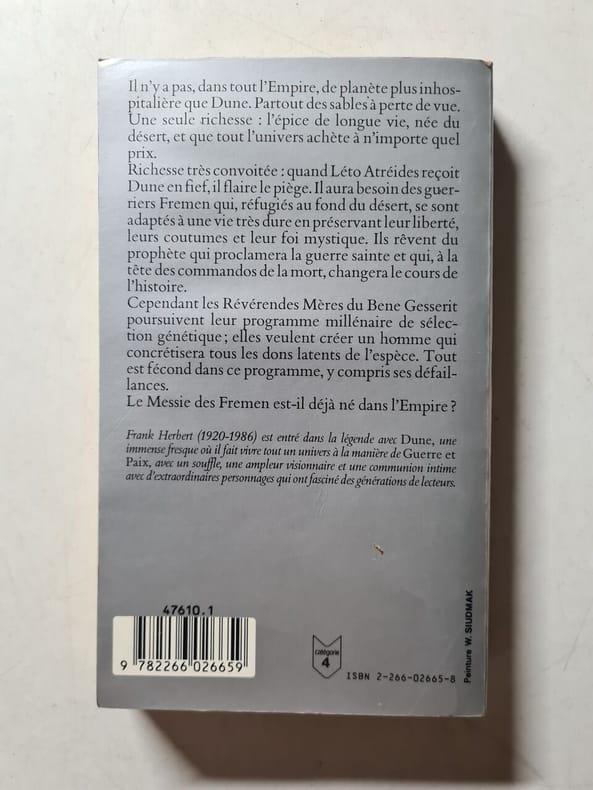 Il n'y a pas, dans tout l'Empire, de planète plus inhos-
pitalière que Dune. Partout des sables à perte de vue.
Une seule richesse : l'épice de longue vie, née du
désert, et que tout l'univers achète à n'importe quel
prix.
Richesse très convoitée : quand Léto Atréides reçoit
Dune en fief, il flaire le piège. Il aura besoin des guer-
riers Fremen qui, réfugiés au fond du désert, se sont
adaptés à une vie très dure en préservant leur liberté,
leurs coutumes et leur foi mystique. Ils rêvent du
prophète qui proclamera la guerre sainte et qui, à la
tête des commandos de la mort, changera le cours de
l'histoire.
Cependant les Révérendes Mères du Bene Gesserit
poursuivent leur programme millénaire de sélec-
tion génétique ; elles veulent créer un homme qui
concrétisera tous les dons latents de l'espèce. Tout
est fécond dans ce programme, y compris ses défail-
lances.
Le Messie des Fremen est-il déjà né dans l'Empire ?
Frank Herbert (1920-1986) est entré dans la légende avec Dune, une
immense fresque où il fait vivre tout un univers à la manière de Guerre et
Paix, avec un souffle, une ampleur visionnaire et une communion intime
avec d'extraordinaires personnages qui ont fasciné des générations de lecteurs.
47610.1
9 782266 026659
catégorie
4
ISBN 2-266-02665-8
Peinture W. SIUDMAK